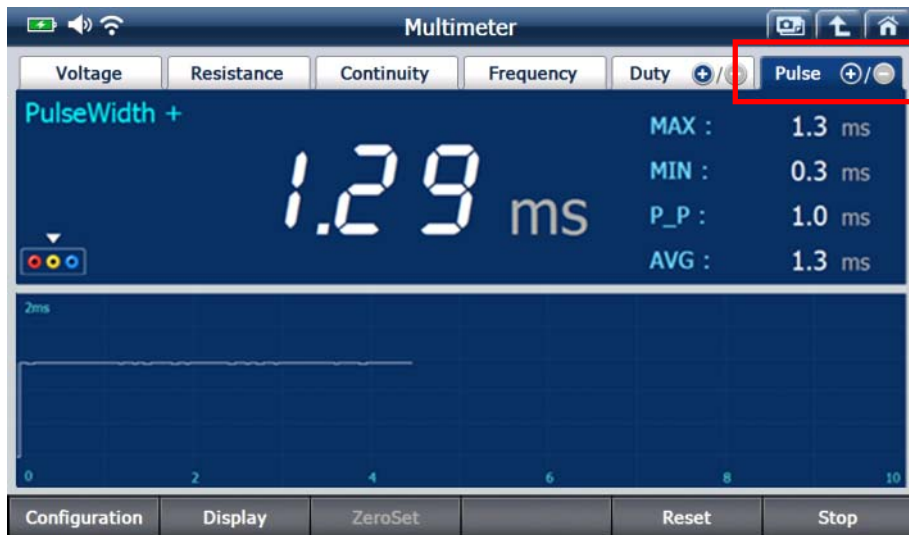 Multimeter
Voltage Resistance Continuity Frequency Duty +/- Pulse +/-
PulseWidth +
1.29 ms
MAX : 1.3 ms
MIN : 0.3 ms
P_P : 1.0 ms
AVG : 1.3 ms
2ms
0 2 4 6 8 10
Configuration Display ZeroSet Reset Stop